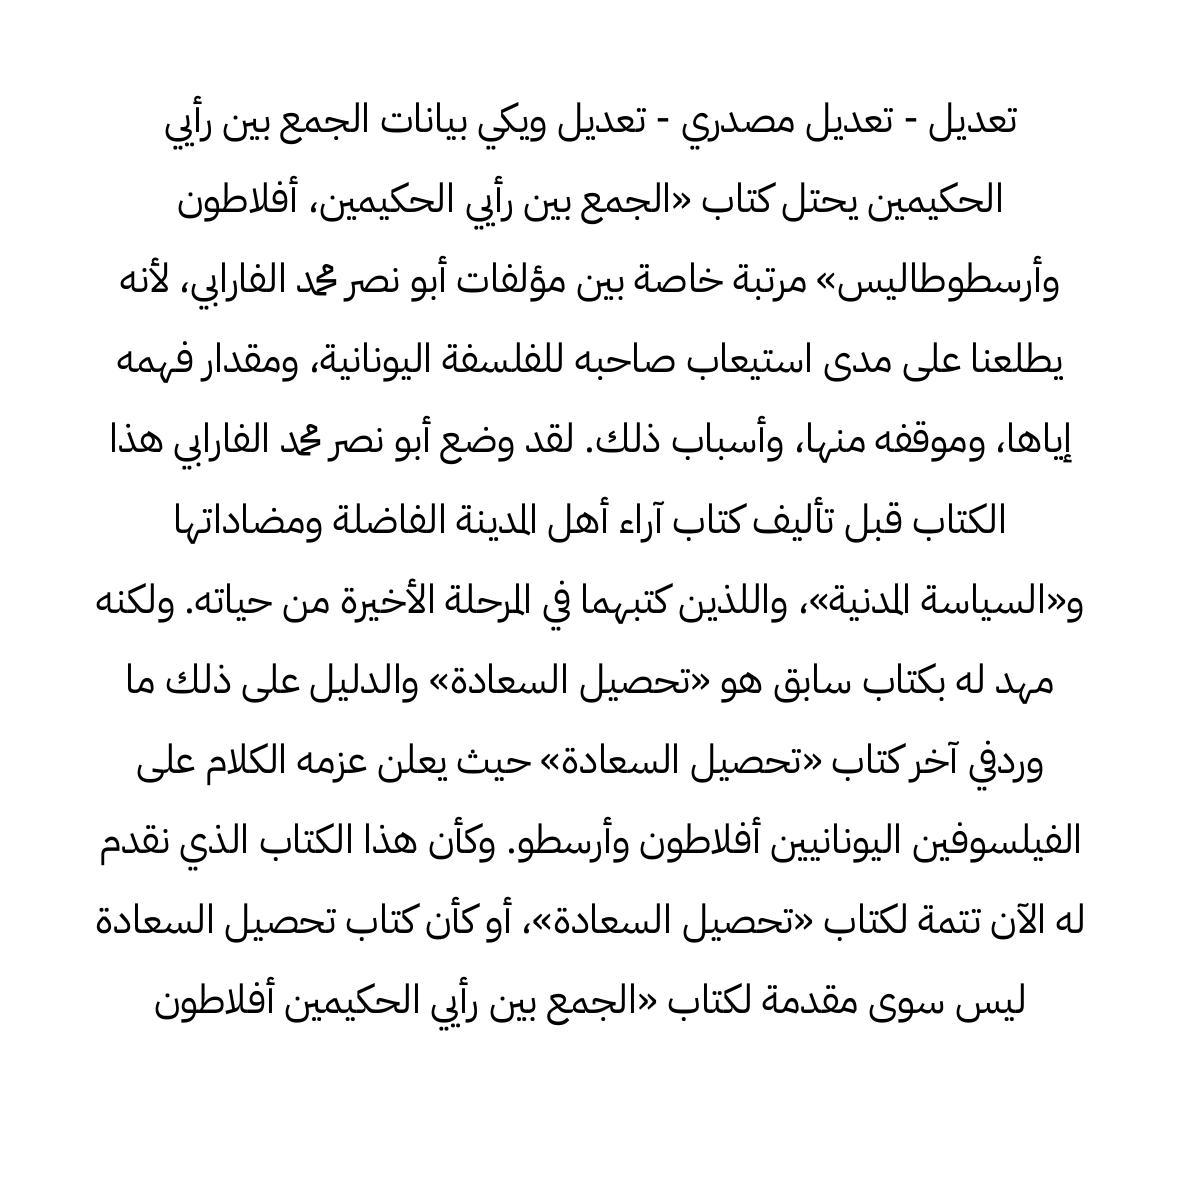 تعديل - تعديل مصدري - تعديل ويكي بيانات الجمع بين رأيي
الحكيمين يحتل كتاب «الجمع بين رأيي الحكيمين، أفلاطون
وأرسطوطاليس» مرتبة خاصة بين مؤلفات أبو نصر محمد الفارابي، لأنه
يطلعنا على مدى استيعاب صاحبه للفلسفة اليونانية، ومقدار فهمه
إياها، وموقفه منها، وأسباب ذلك. لقد وضع أبو نصر محمد الفارابي هذا
الكتاب قبل تأليف كتاب آراء أهل المدينة الفاضلة ومضاداتها
و«السياسة المدنية»، واللذين كتبهما في المرحلة الأخيرة من حياته. ولكنه
مهد له بكتاب سابق هو «تحصيل السعادة» والدليل على ذلك ما
وردفي آخر كتاب «تحصيل السعادة» حيث يعلن عزمه الكلام على
الفيلسوفين اليونانيين أفلاطون وأرسطو. وكأن هذا الكتاب الذي نقدم
له الآن تتمة لكتاب «تحصيل السعادة»، أو كأن كتاب تحصيل السعادة
ليس سوى مقدمة لكتاب «الجمع بين رأيي الحكيمين أفلاطون